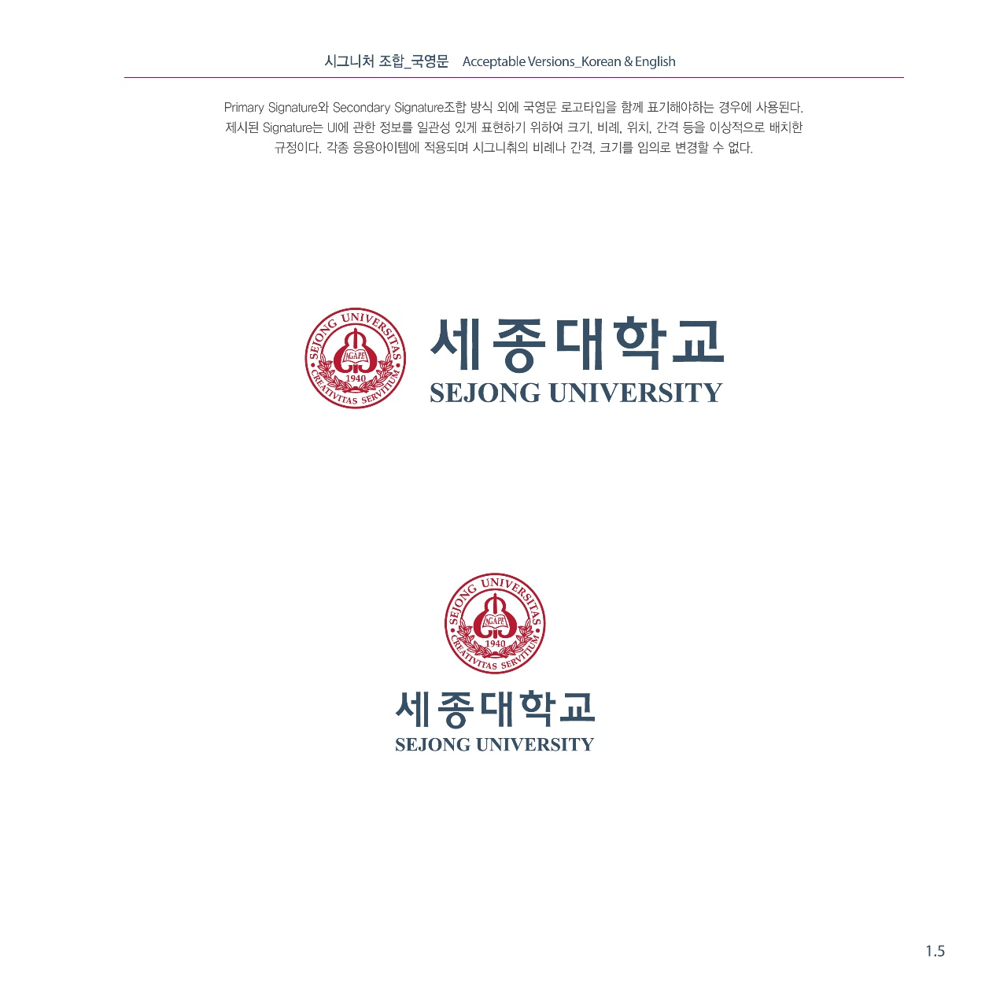 시그니처 조합_국영문 Acceptable Versions_Korean & English
Primary Signature와 Secondary Signature조합 방식 외에 국영문 로고타입을 함께 표기해야하는 경우에 사용된다.
제시된 Signature는 UI에 관한 정보를 일관성 있게 표현하기 위하여 크기, 비례, 위치, 간격 등을 이상적으로 배치한
규정이다. 각종 응용아이템에 적용되며 시그니춰의 비례나 간격, 크기를 임의로 변경할 수 없다.
SEJONG UNIVERSITAS
AGAPE
1940
CREATIVITAS SERVITIUM
세종대학교
SEJONG UNIVERSITY
SEJONG UNIVERSITAS
AGAPE
1940
CREATIVITAS SERVITIUM
세종대학교
SEJONG UNIVERSITY
1.5